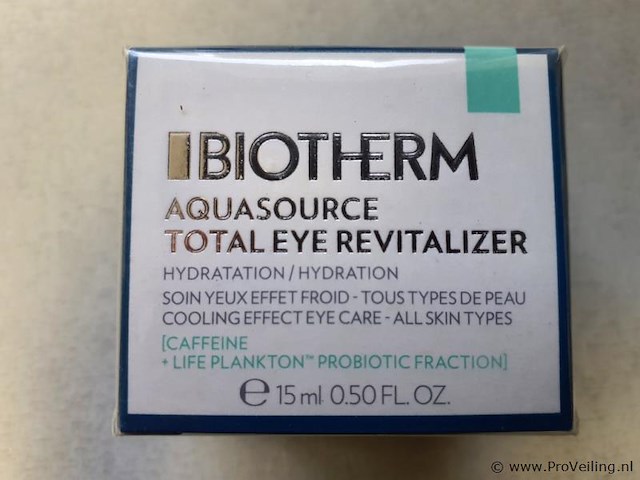 BIOTHERM
AQUASOURCE
TOTAL EYE REVITALIZER
HYDRATATION / HYDRATION
SOIN YEUX EFFET FROID - TOUS TYPES DE PEAU
COOLING EFFECT EYE CARE - ALL SKIN TYPES
[CAFFEINE
+ LIFE PLANKTON™ PROBIOTIC FRACTION]
℮ 15 ml 0.50 FL. OZ.
© www.ProVeiling.nl